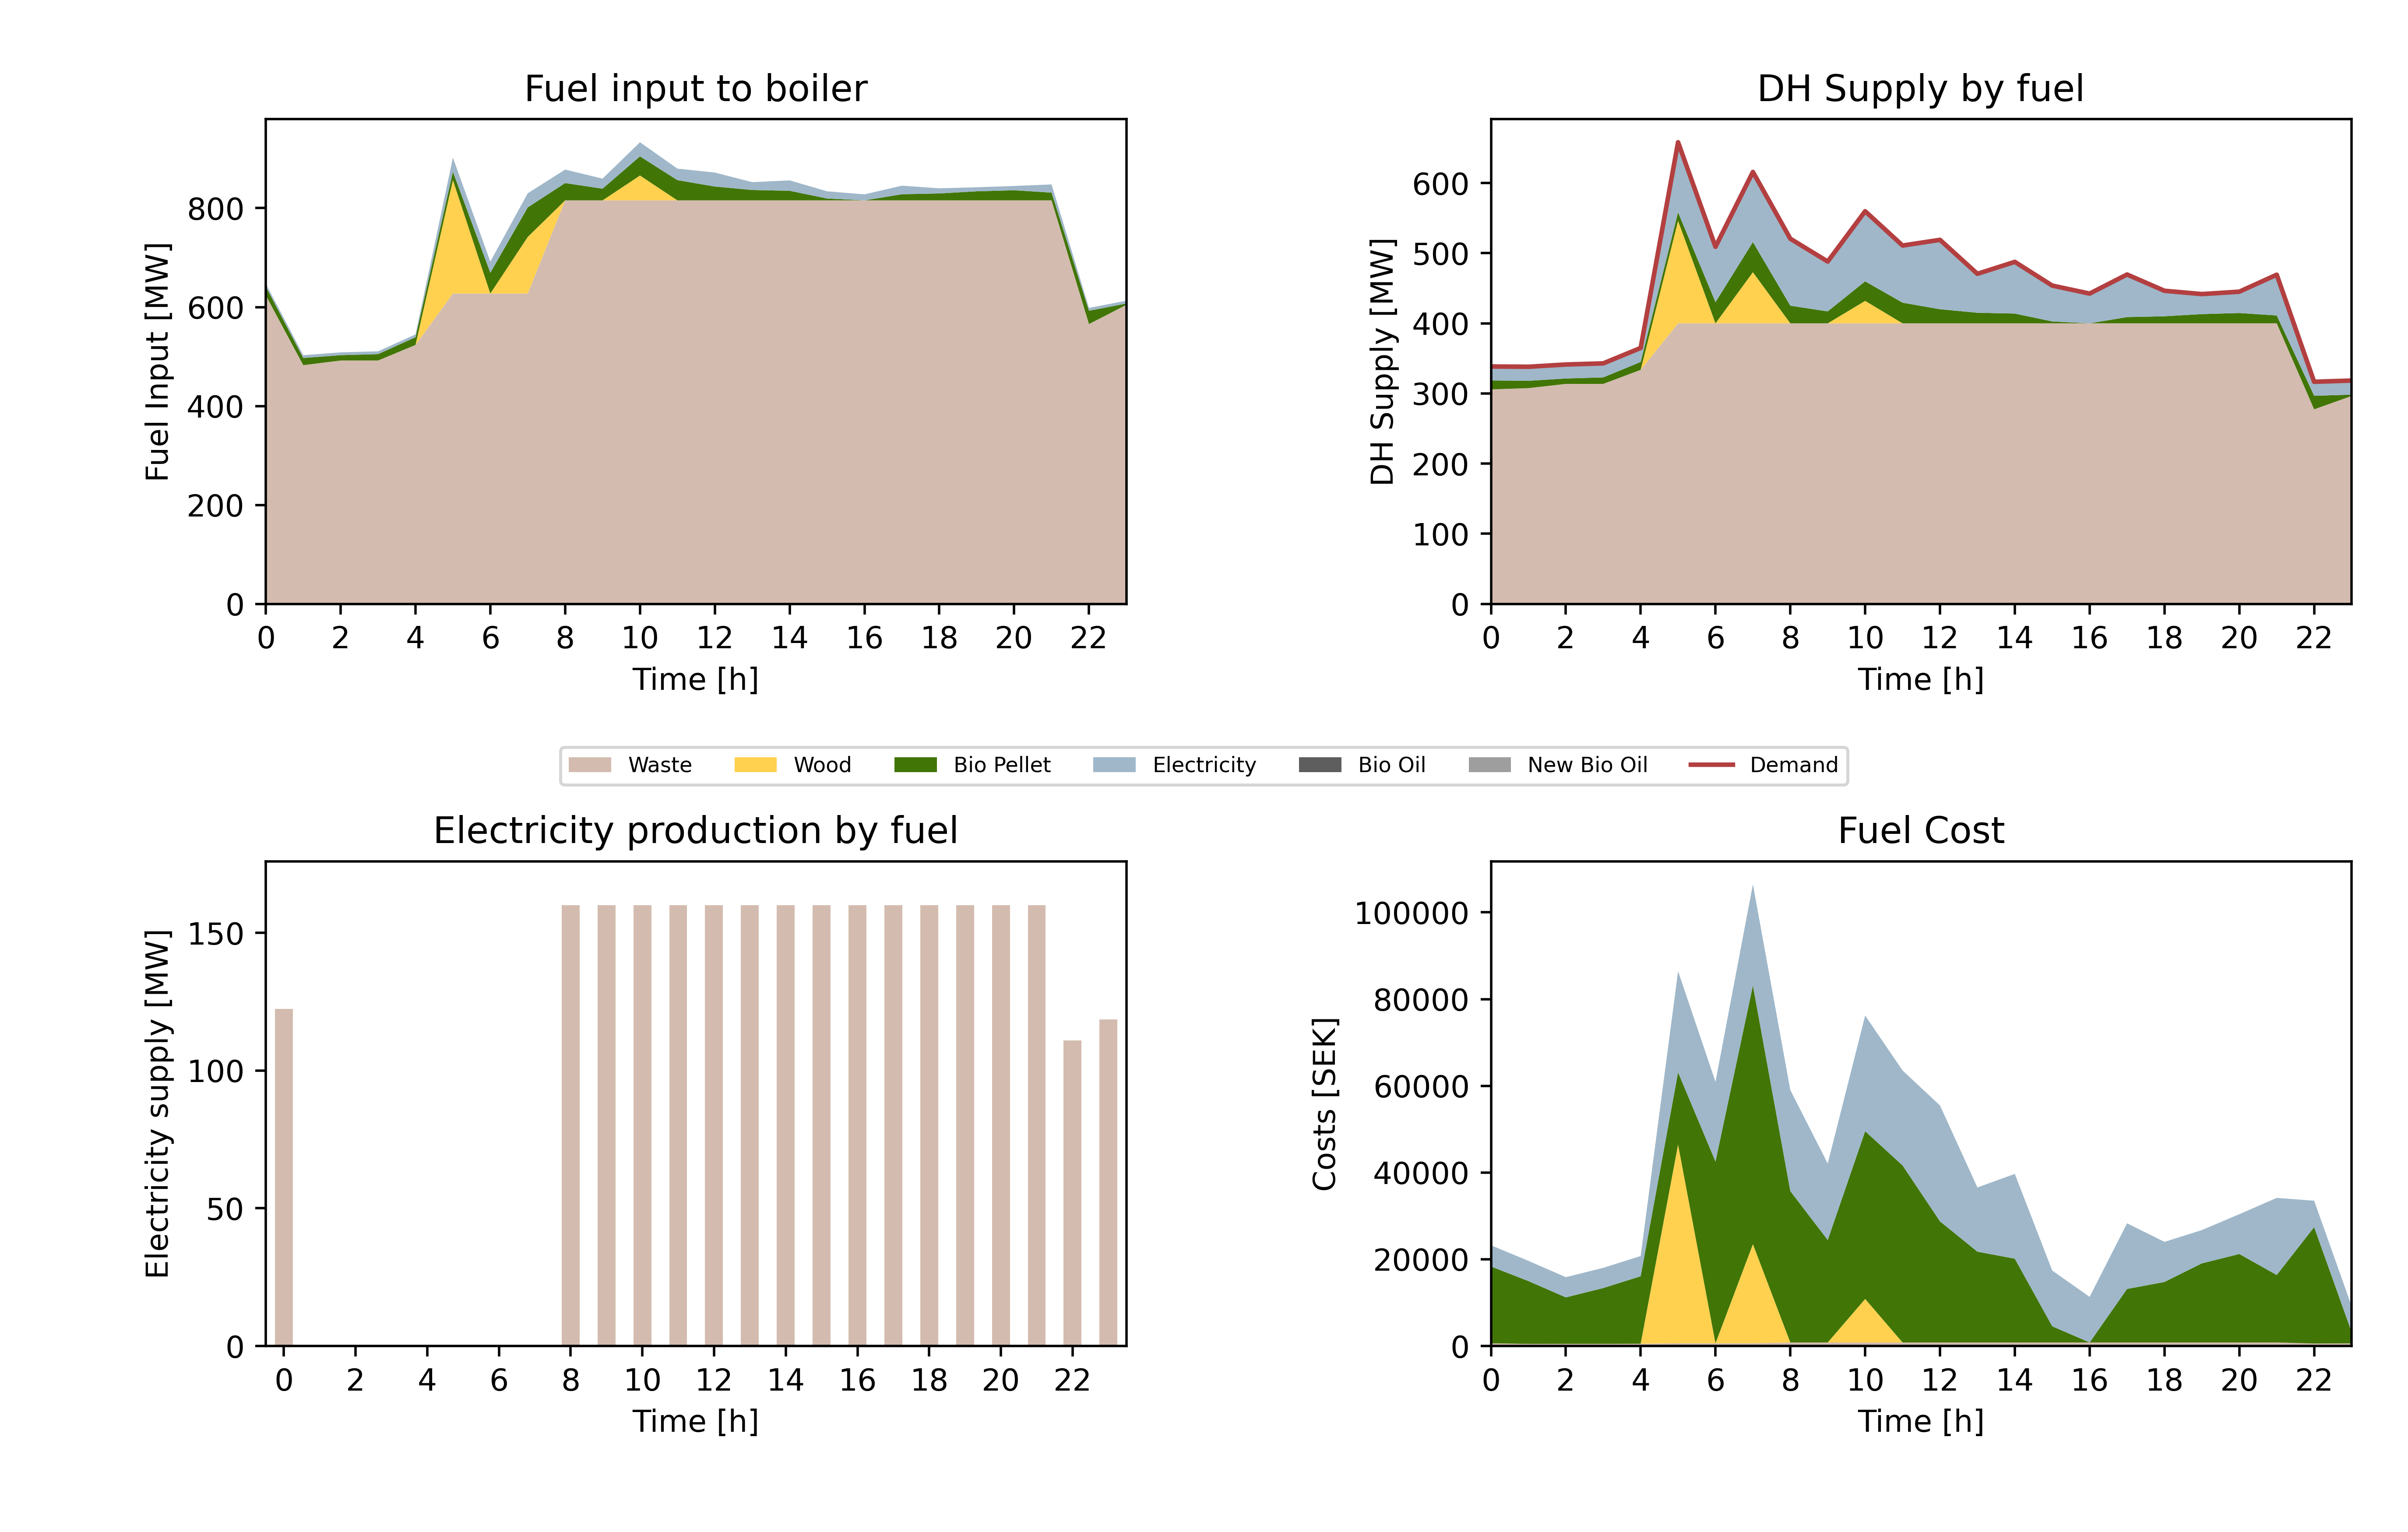 Fuel input to boiler
Fuel Input [MW]
800
600
400
200
0
0 2 4 6 8 10 12 14 16 18 20 22
Time [h]
DH Supply by fuel
DH Supply [MW]
600
500
400
300
200
100
0
0 2 4 6 8 10 12 14 16 18 20 22
Time [h]
Waste Wood Bio Pellet Electricity Bio Oil New Bio Oil Demand
Electricity production by fuel
Electricity supply [MW]
150
100
50
0
0 2 4 6 8 10 12 14 16 18 20 22
Time [h]
Fuel Cost
Costs [SEK]
100000
80000
60000
40000
20000
0
0 2 4 6 8 10 12 14 16 18 20 22
Time [h]